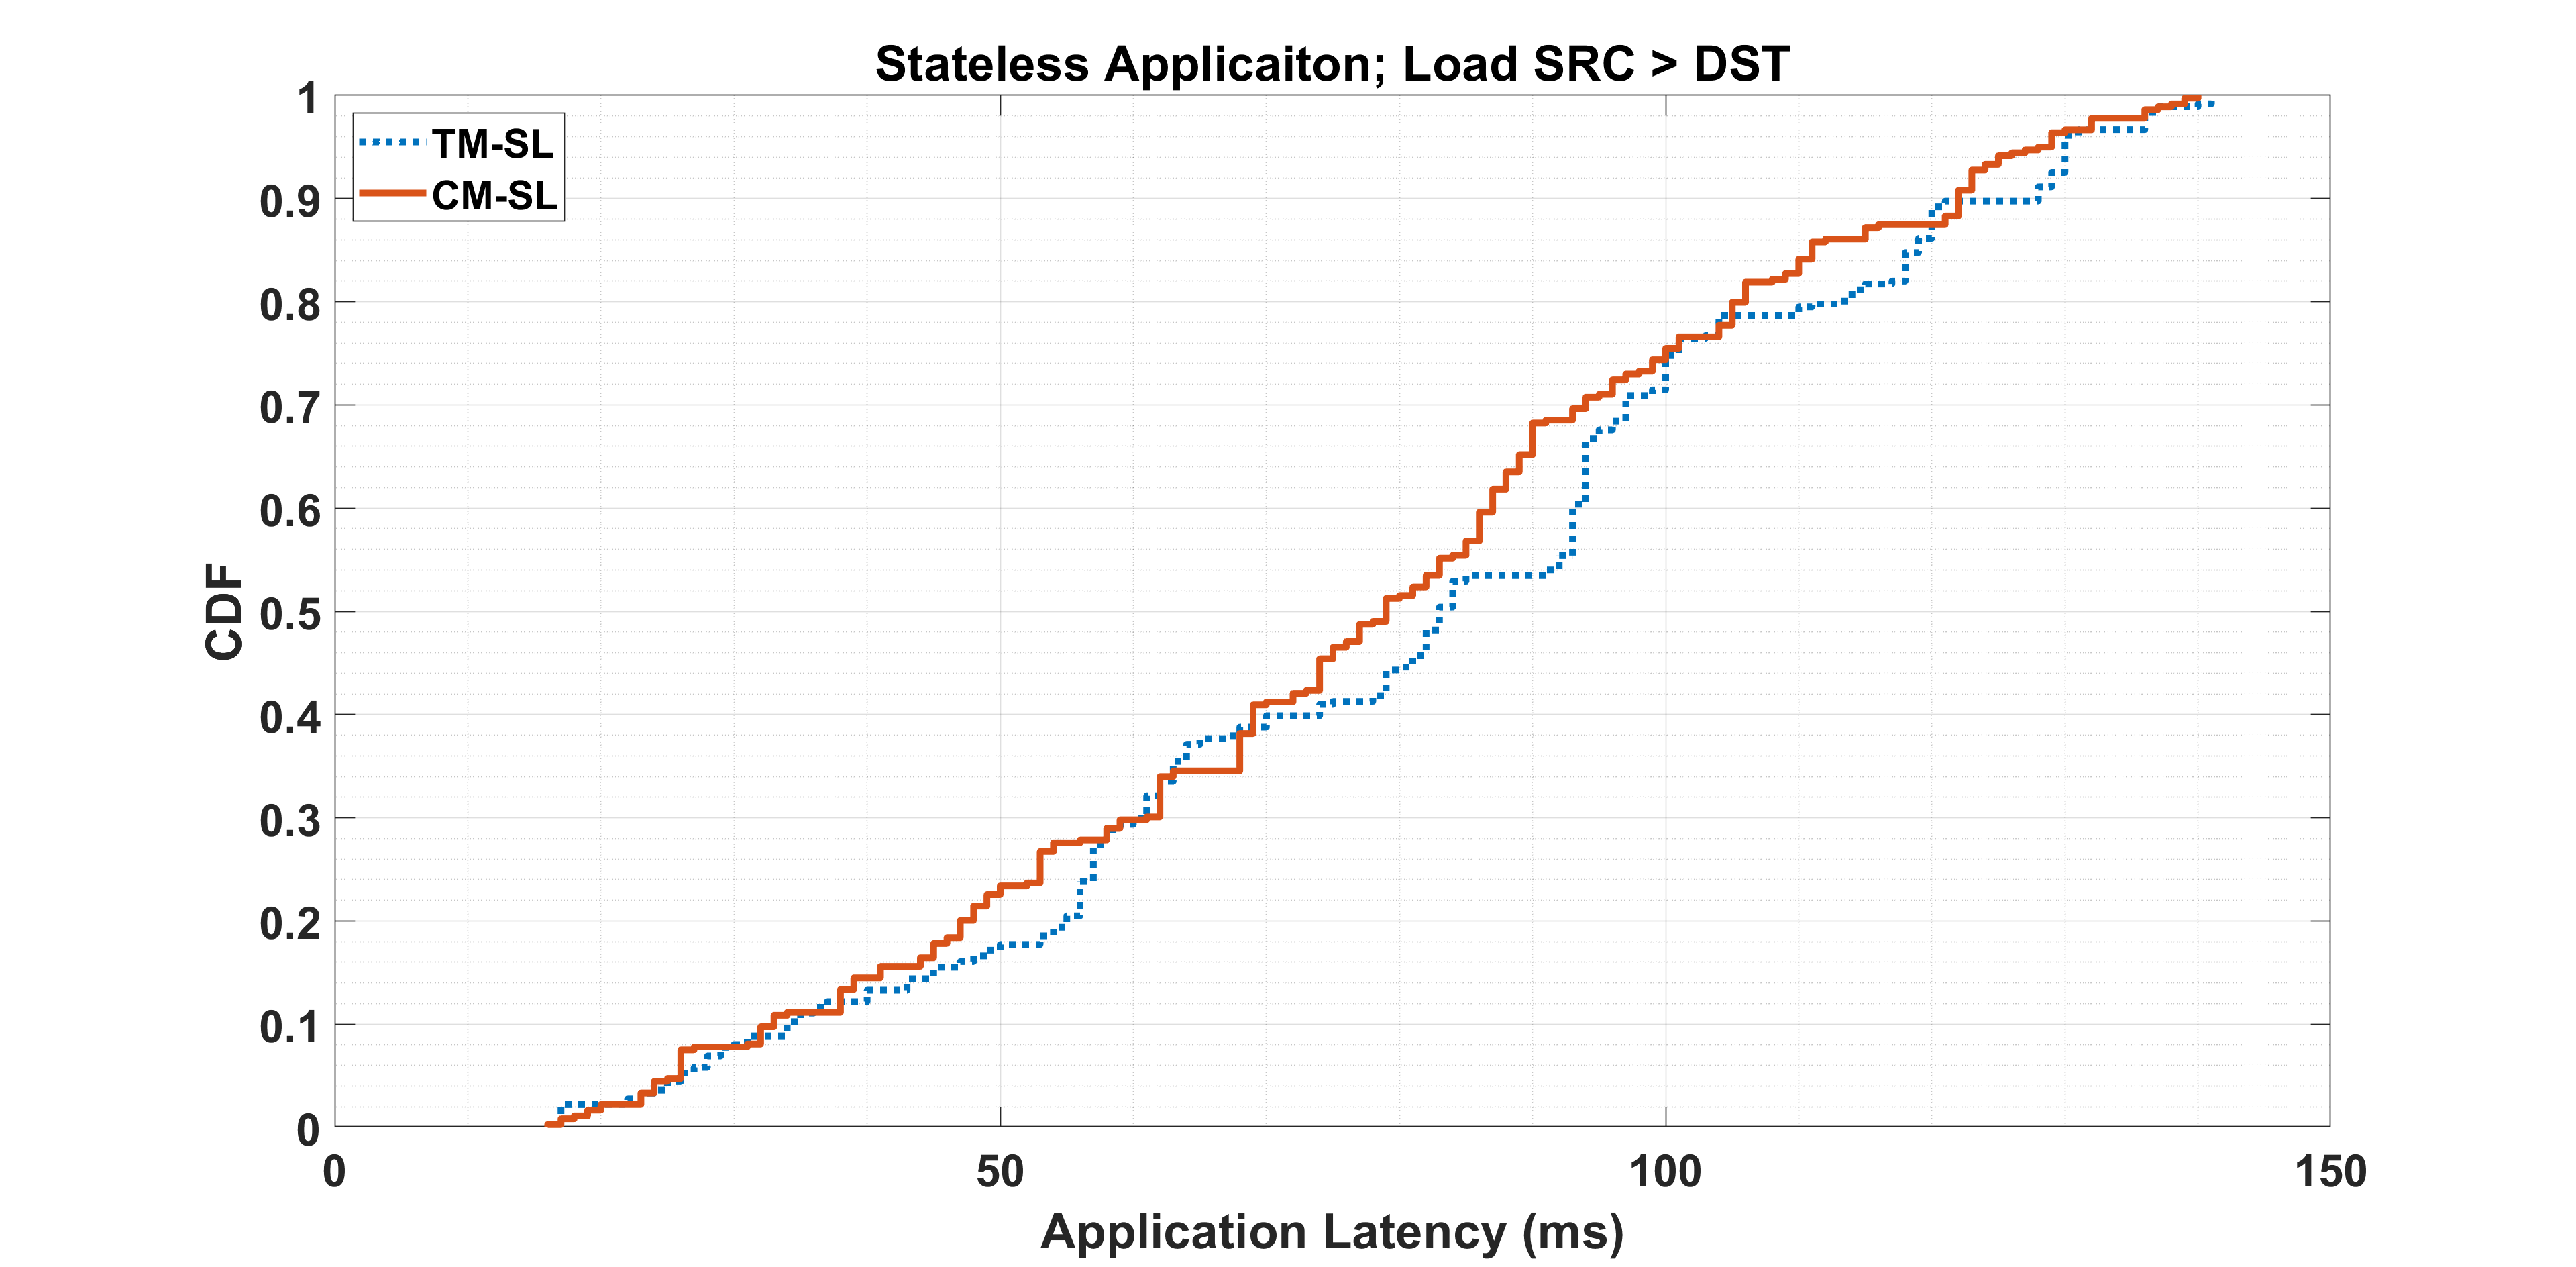 Stateless Applicaiton; Load SRC > DST
TM-SL
CM-SL
1
0.9
0.8
0.7
0.6
0.5
0.4
0.3
0.2
0.1
0
CDF
0 50 100 150
Application Latency (ms)